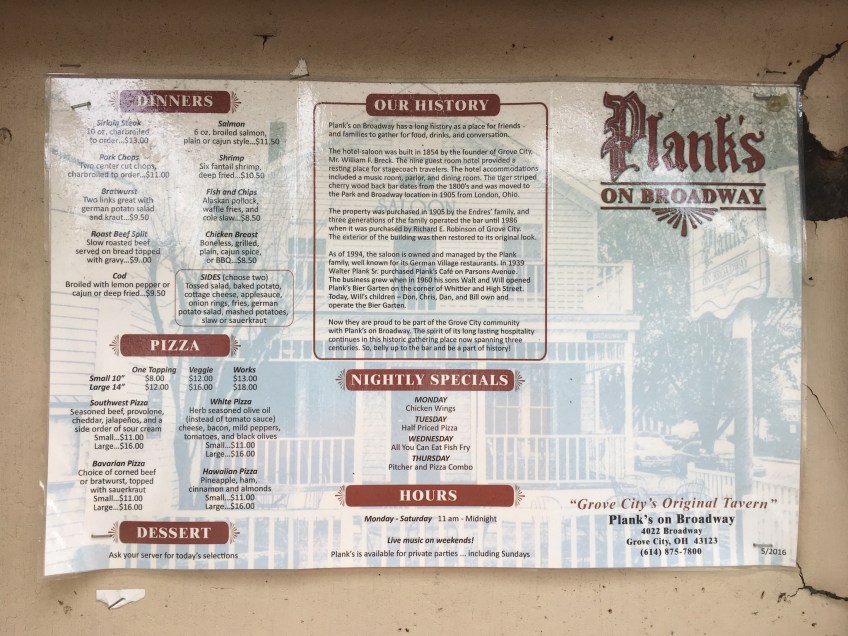 DINNERS
Sirloin Steak
10 oz. charbroiled
to order...$13.00
Pork Chops
Two center cut chops,
charbroiled to order...$11.00
Bratwurst
Two links great with
german potato salad
and kraut...$9.50
Roast Beef Split
Slow roasted beef
served on bread topped
with gravy...$9.00
Cod
Broiled with lemon pepper or
cajun or deep fried...$9.50
Salmon
6 oz. broiled salmon,
plain or cajun style...$11.50
Shrimp
Six fantail shrimp,
deep fried...$10.50
Fish and Chips
Alaskan pollock,
waffle fries, and
cole slaw...$8.50
Chicken Breast
Boneless, grilled,
plain, cajun spice,
or BBQ...$8.50
SIDES (choose two)
Tossed salad, baked potato,
cottage cheese, applesauce,
onion rings, fries, german
potato salad, mashed potatoes,
slaw or sauerkraut
PIZZA
One Topping Veggie Works
Small 10" $8.00 $12.00 $13.00
Large 14" $12.00 $16.00 $18.00
Southwest Pizza
Seasoned beef, provolone,
cheddar, jalapeños, and a
side order of sour cream
Small...$11.00
Large...$16.00
Bavarian Pizza
Choice of corned beef
or bratwurst, topped
with sauerkraut
Small...$11.00
Large...$16.00
White Pizza
Herb seasoned olive oil
(instead of tomato sauce)
cheese, bacon, mild peppers,
tomatoes, and black olives
Small...$11.00
Large...$16.00
Hawaiian Pizza
Pineapple, ham,
cinnamon and almonds
Small...$11.00
Large...$16.00
DESSERT
Ask your server for today's selections
OUR HISTORY
Plank's on Broadway has a long history as a place for friends
and families to gather for food, drinks, and conversation.
The hotel-saloon was built in 1854 by the founder of Grove City,
Mr. William F. Breck. The nine guest room hotel provided a
resting place for stagecoach travelers. The hotel accommodations
included a music room, parlor, and dining room. The tiger striped
cherry wood back bar dates from the 1800's and was moved to
the Park and Broadway location in 1905 from London, Ohio.
The property was purchased in 1905 by the Endres' family, and
three generations of the family operated the bar until 1986
when it was purchased by Richard E. Robinson of Grove City.
The exterior of the building was then restored to its original look.
As of 1994, the saloon is owned and managed by the Plank
family, well known for its German Village restaurants. In 1939
Walter Plank Sr. purchased Plank's Café on Parsons Avenue.
The business grew when in 1960 his sons Walt and Will opened
Plank's Bier Garten on the corner of Whittier and High Street.
Today, Will's children – Don, Chris, Dan, and Bill own and
operate the Bier Garten.
Now they are proud to be part of the Grove City community
with Plank's on Broadway. The spirit of its long lasting hospitality
continues in this historic gathering place now spanning three
centuries. So, belly up to the bar and be a part of history!
NIGHTLY SPECIALS
MONDAY
Chicken Wings
TUESDAY
Half Priced Pizza
WEDNESDAY
All You Can Eat Fish Fry
THURSDAY
Pitcher and Pizza Combo
HOURS
Monday - Saturday 11 am - Midnight
Live music on weekends!
Plank's is available for private parties ... including Sundays
Plank's
ON BROADWAY
Plank's
BROADWAY
SALOON
"Grove City's Original Tavern"
Plank's on Broadway
4022 Broadway
Grove City, OH 43123
(614) 875-7800
5/2016